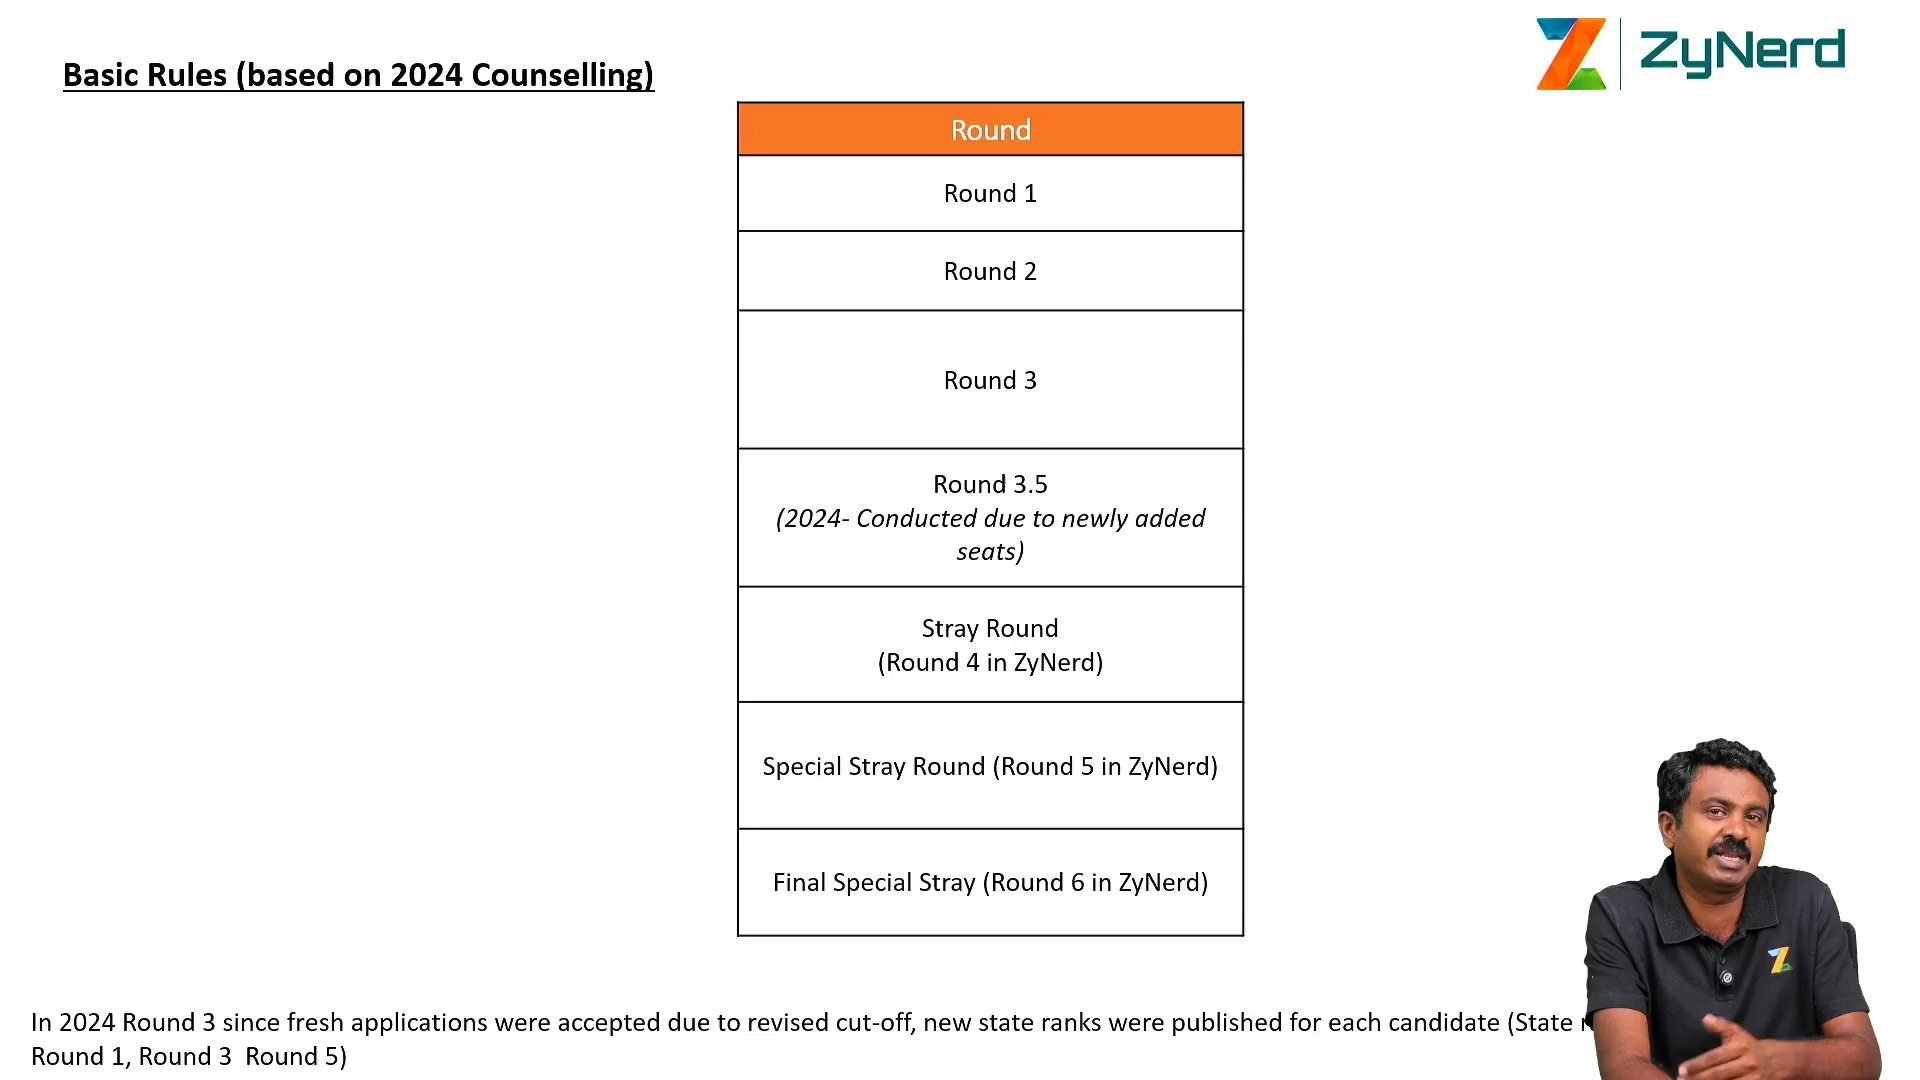 Basic Rules (based on 2024 Counselling)
ZyNerd
Round
Round 1
Round 2
Round 3
Round 3.5
(2024- Conducted due to newly added
seats)
Stray Round
(Round 4 in ZyNerd)
Special Stray Round (Round 5 in ZyNerd)
Final Special Stray (Round 6 in ZyNerd)
In 2024 Round 3 since fresh applications were accepted due to revised cut-off, new state ranks were published for each candidate (State
Round 1, Round 3 Round 5)